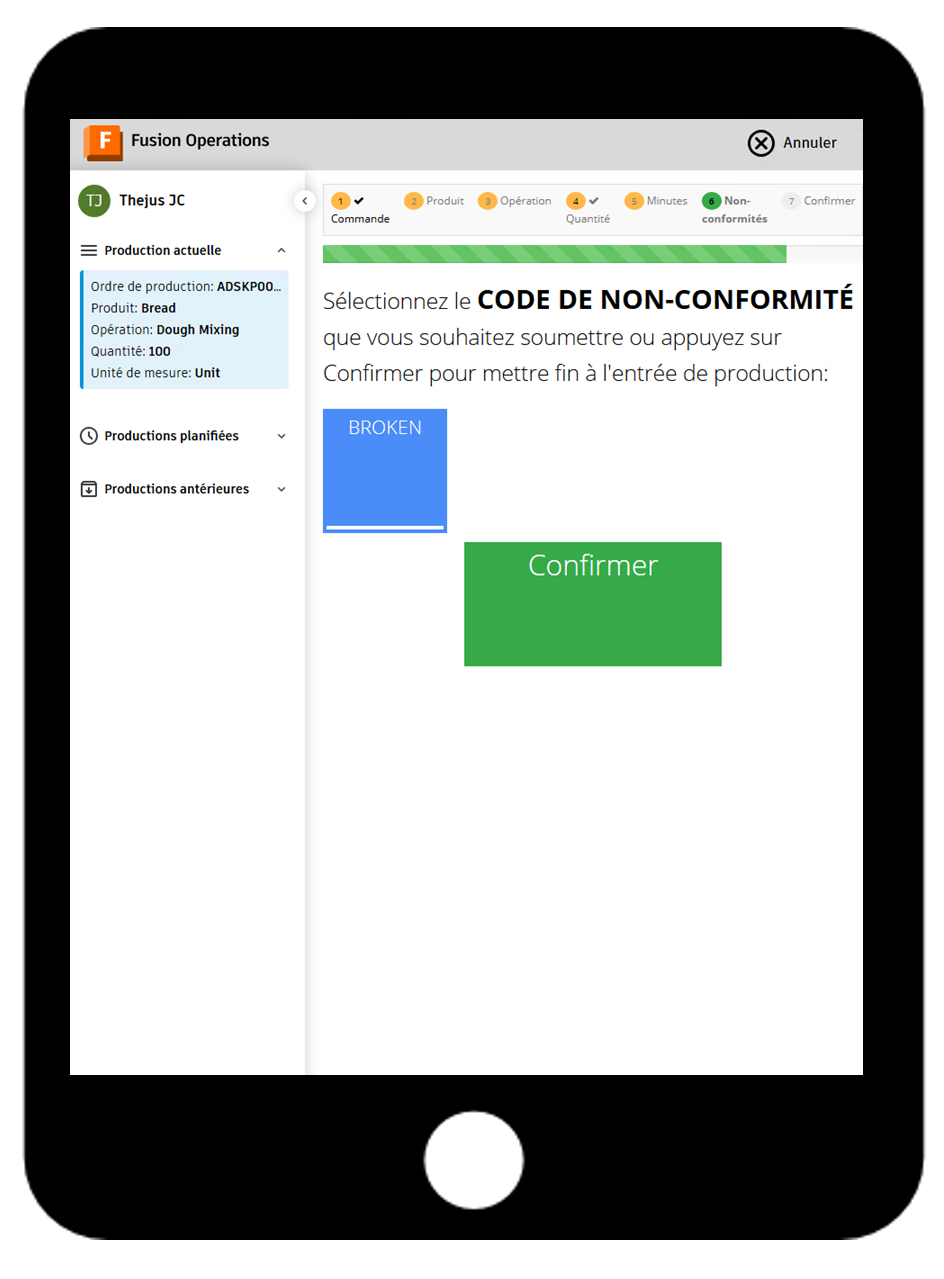 F Fusion Operations
Annuler
TJ Thejus JC
Production actuelle
Ordre de production: ADSKP00...
Produit: Bread
Opération: Dough Mixing
Quantité: 100
Unité de mesure: Unit
Productions planifiées
Productions antérieures
1 Commande
2 Produit
3 Opération
4 Quantité
5 Minutes
6 Non-
conformités
7 Confirmer
Sélectionnez le CODE DE NON-CONFORMITÉ
que vous souhaitez soumettre ou appuyez sur
Confirmer pour mettre fin à l'entrée de production:
BROKEN
Confirmer